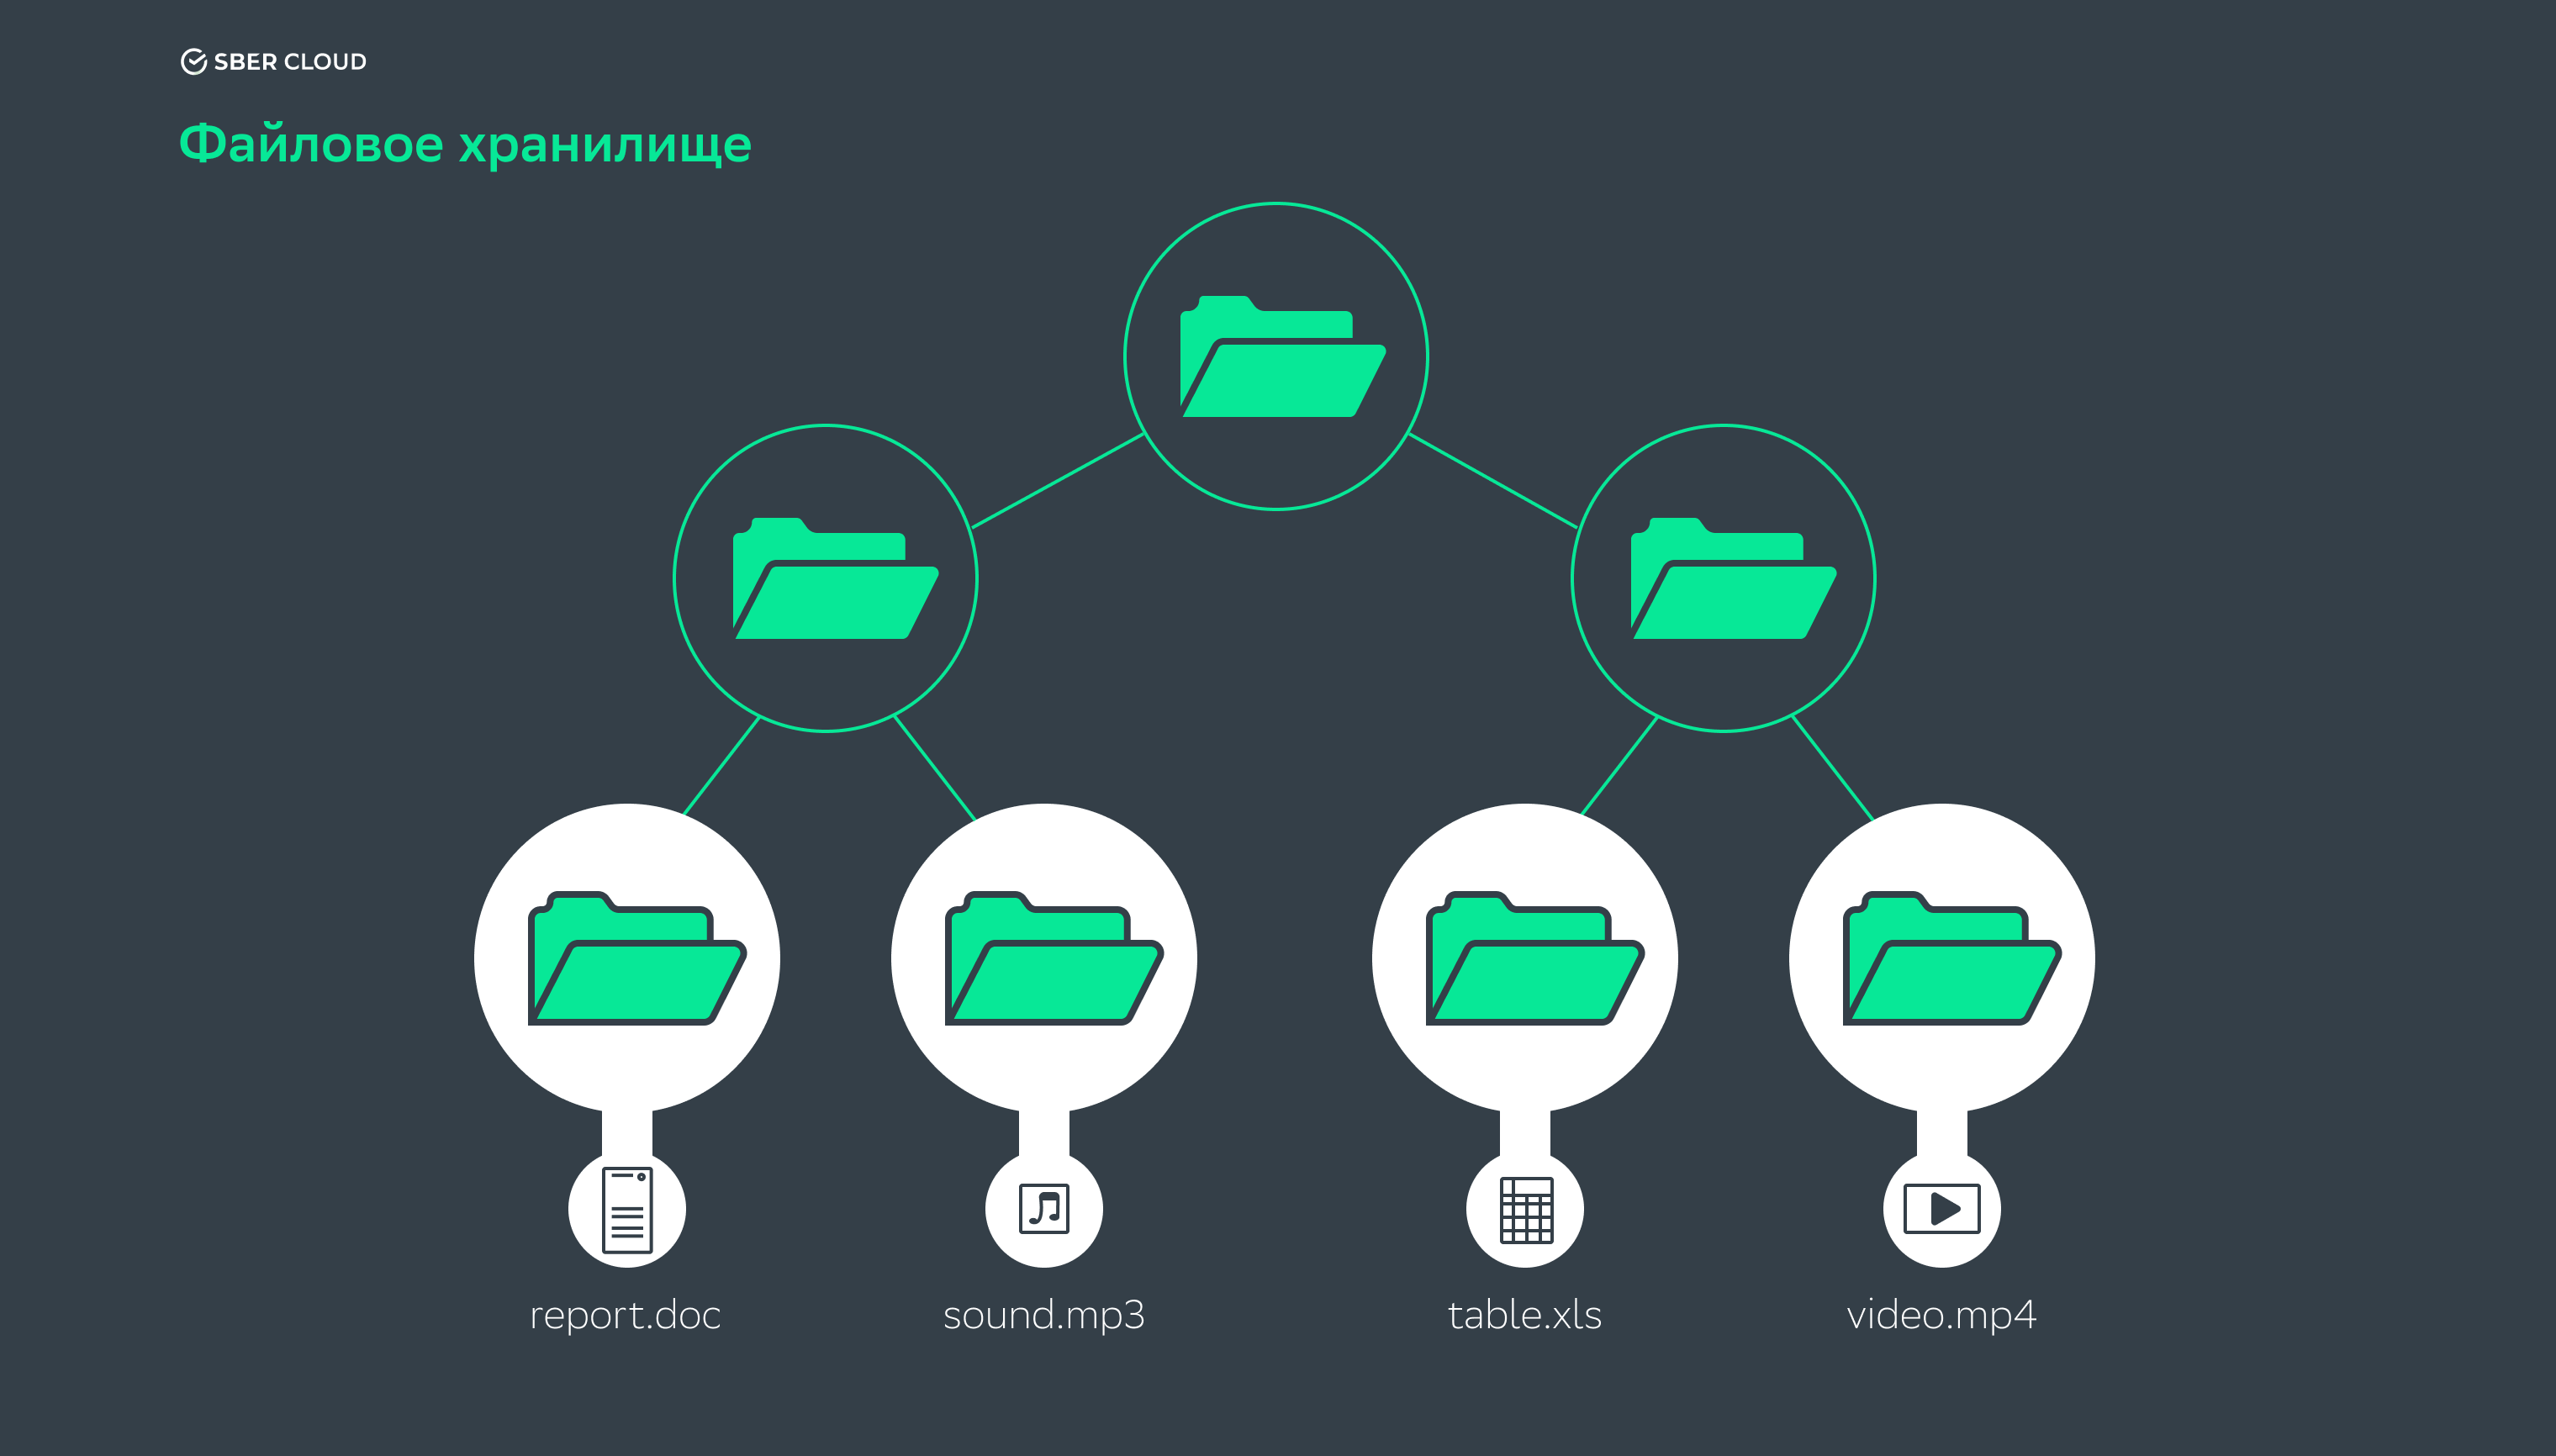 SBER CLOUD
Файловое хранилище
report.doc
sound.mp3
table.xls
video.mp4